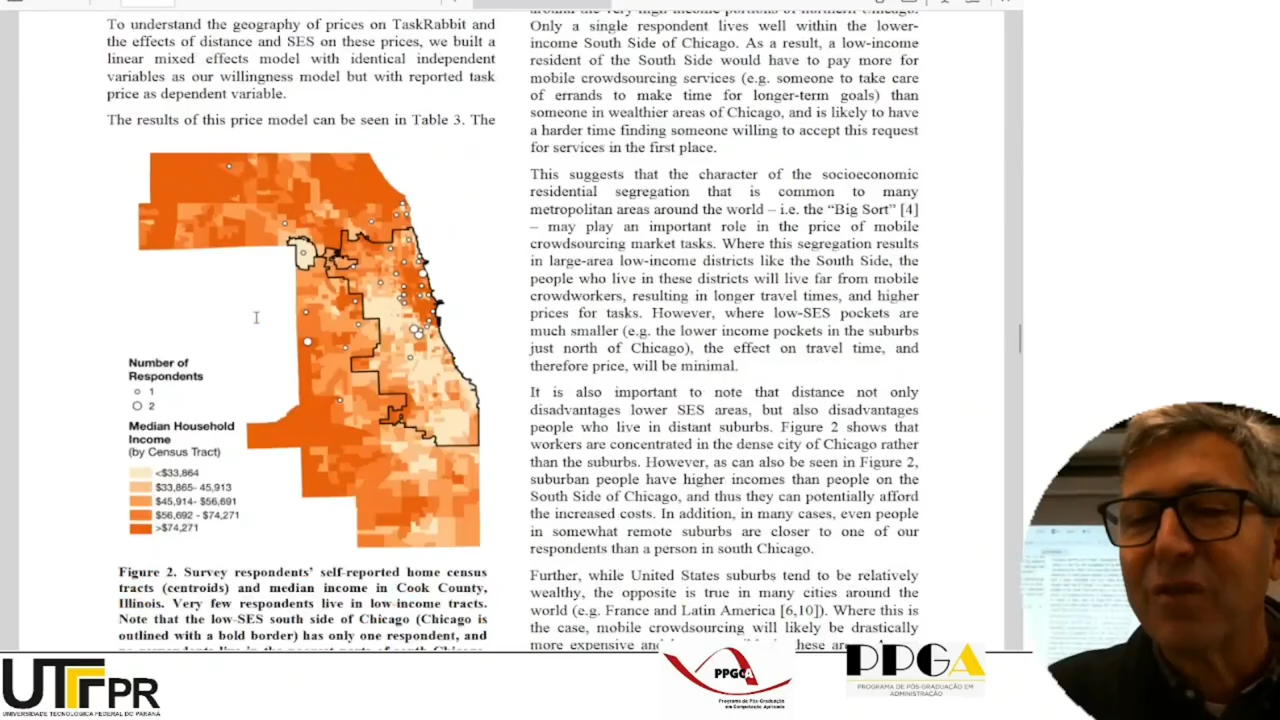 To understand the geography of prices on TaskRabbit and
the effects of distance and SES on these prices, we built a
linear mixed effects model with identical independent
variables as our willingness model but with reported task
price as dependent variable.
The results of this price model can be seen in Table 3. The
Number of
Respondents
1
2
Median Household
Income
(by Census Tract)
<$33,864
$33,865- 45,913
$45,914- $56,691
$56,692 - $74,271
>$74,271
Figure 2. Survey respondents' home census
tracts (centroids) and median income in Cook County,
Illinois. Very few respondents live in low-income tracts.
Note that the low-SES south side of Chicago (Chicago is
outlined with a bold border) has only one respondent, and
around the very high income portions of northern Chicago.
Only a single respondent lives well within the lower-
income South Side of Chicago. As a result, a low-income
resident of the South Side would have to pay more for
mobile crowdsourcing services (e.g. someone to take care
of errands to make time for longer-term goals) than
someone in wealthier areas of Chicago, and is likely to have
a harder time finding someone willing to accept this request
for services in the first place.
This suggests that the character of the socioeconomic
residential segregation that is common to many
metropolitan areas around the world – i.e. the “Big Sort” [4]
– may play an important role in the price of mobile
crowdsourcing market tasks. Where this segregation results
in large-area low-income districts like the South Side, the
people who live in these districts will live far from mobile
crowdworkers, resulting in longer travel times, and higher
prices for tasks. However, where low-SES pockets are
much smaller (e.g. the lower income pockets in the suburbs
just north of Chicago), the effect on travel time, and
therefore price, will be minimal.
It is also important to note that distance not only
disadvantages lower SES areas, but also disadvantages
people who live in distant suburbs. Figure 2 shows that
workers are concentrated in the dense city of Chicago rather
than the suburbs. However, as can also be seen in Figure 2,
suburban people have higher incomes than people on the
South Side of Chicago, and thus they can potentially afford
the increased costs. In addition, in many cases, even people
in somewhat remote suburbs are closer to one of our
respondents than a person in south Chicago.
Further, while United States suburbs tend to be relatively
wealthy, the opposite is true in many cities around the
world (e.g. France and Latin America [6,10]). Where this is
the case, mobile crowdsourcing will likely be drastically
more expensive and
UTFPR
UNIVERSIDADE TECNOLÓGICA FEDERAL DO PARANÁ
PPGCA
Programa de Pós-Graduação
em Computação Aplicada
PPGA
PROGRAMA DE PÓS-GRADUAÇÃO EM
ADMINISTRAÇÃO